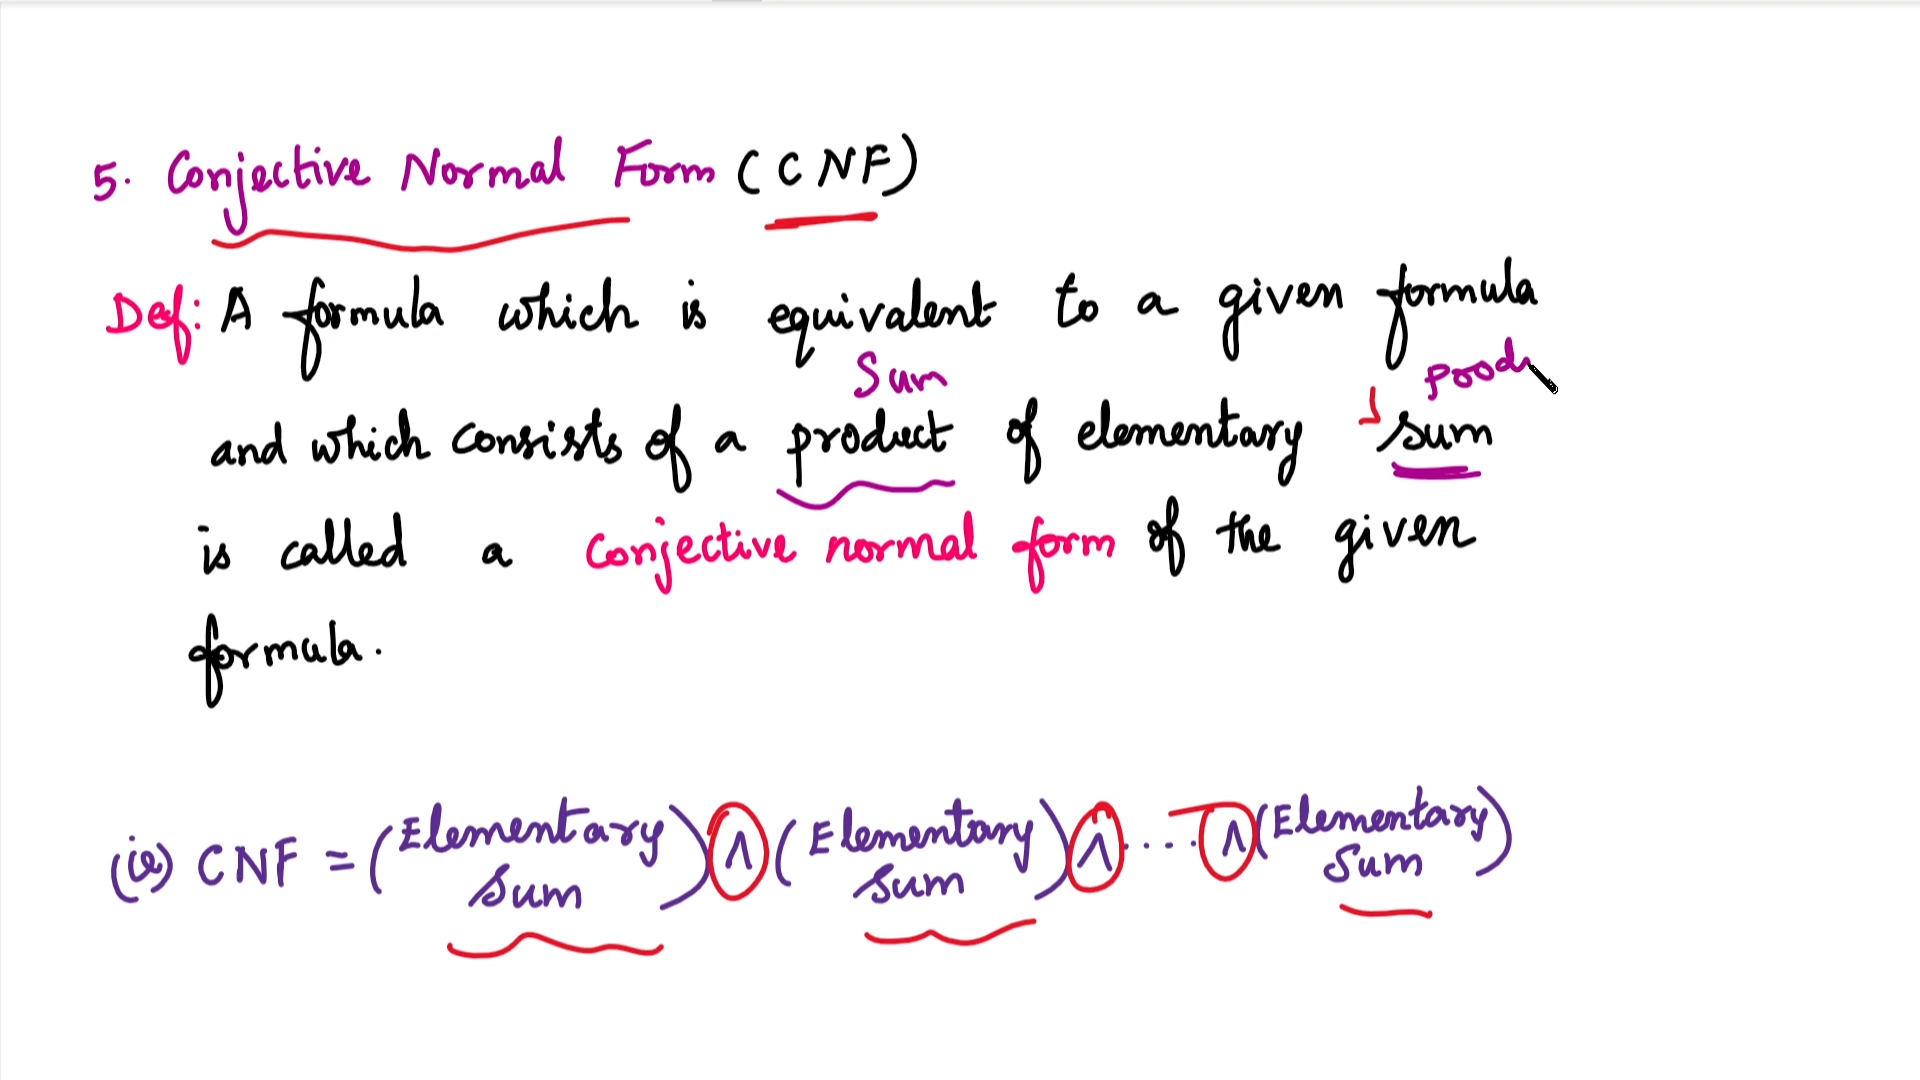 5. Conjective Normal Form (CNF)
Def: A formula which is equivalent to a given formula
Sum Prod
and which consists of a product of elementary sum
is called a Conjective normal form of the given
formula.
(ie) CNF = (Elementary Sum) ∧ (Elementary Sum) ∧ ... ∧ (Elementary Sum)